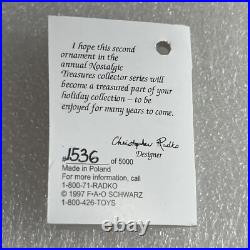 I hope this second
ornament in the
annual Nostalgic
Treasures collector series
will become a treasured part of your
holiday collection – to be
enjoyed for many years to come.
Christopher Radko
Designer
#1536 of 5000
Made in Poland
For more information, call
1-800-71-RADKO
© 1997 F•A•O SCHWARZ
1-800-426-TOYS